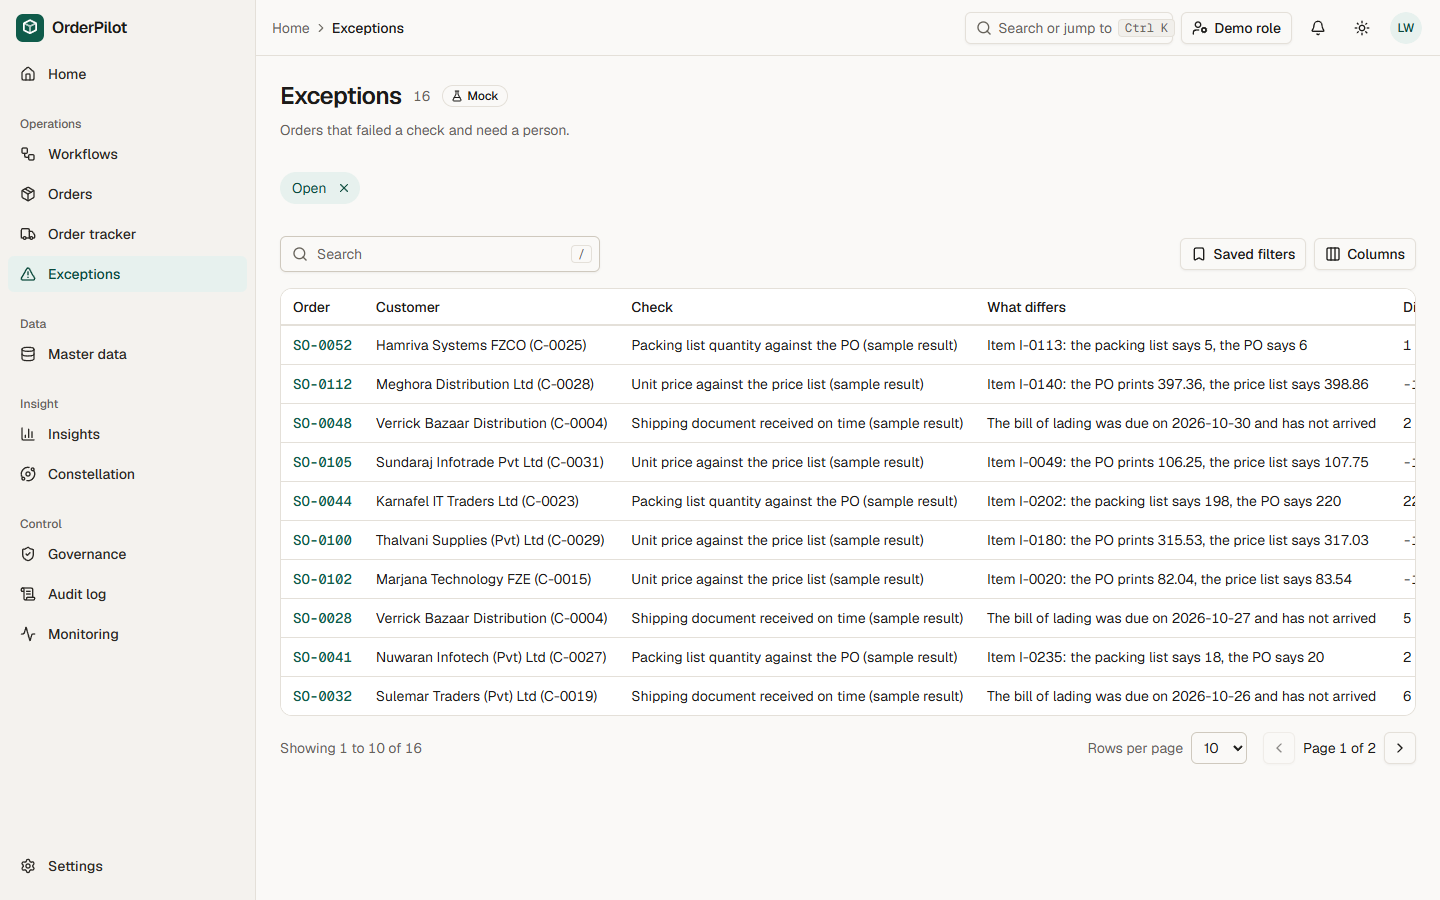 OrderPilot
Home
Operations
Workflows
Orders
Order tracker
Exceptions
Data
Master data
Insight
Insights
Constellation
Control
Governance
Audit log
Monitoring
Settings
Home > Exceptions
Search or jump to Ctrl K
Demo role
LW
Exceptions 16 Mock
Orders that failed a check and need a person.
Open ×
Search /
Saved filters
Columns
Order Customer Check What differs Di
SO-0052 Hamriva Systems FZCO (C-0025) Packing list quantity against the PO (sample result) Item I-0113: the packing list says 5, the PO says 6 1
SO-0112 Meghora Distribution Ltd (C-0028) Unit price against the price list (sample result) Item I-0140: the PO prints 397.36, the price list says 398.86 -1
SO-0048 Verrick Bazaar Distribution (C-0004) Shipping document received on time (sample result) The bill of lading was due on 2026-10-30 and has not arrived 2
SO-0105 Sundaraj Infotrade Pvt Ltd (C-0031) Unit price against the price list (sample result) Item I-0049: the PO prints 106.25, the price list says 107.75 -1
SO-0044 Karnafel IT Traders Ltd (C-0023) Packing list quantity against the PO (sample result) Item I-0202: the packing list says 198, the PO says 220 22
SO-0100 Thalvani Supplies (Pvt) Ltd (C-0029) Unit price against the price list (sample result) Item I-0180: the PO prints 315.53, the price list says 317.03 -1
SO-0102 Marjana Technology FZE (C-0015) Unit price against the price list (sample result) Item I-0020: the PO prints 82.04, the price list says 83.54 -1
SO-0028 Verrick Bazaar Distribution (C-0004) Shipping document received on time (sample result) The bill of lading was due on 2026-10-27 and has not arrived 5
SO-0041 Nuwaran Infotech (Pvt) Ltd (C-0027) Packing list quantity against the PO (sample result) Item I-0235: the packing list says 18, the PO says 20 2
SO-0032 Sulemar Traders (Pvt) Ltd (C-0019) Shipping document received on time (sample result) The bill of lading was due on 2026-10-26 and has not arrived 6
Showing 1 to 10 of 16
Rows per page 10
Page 1 of 2